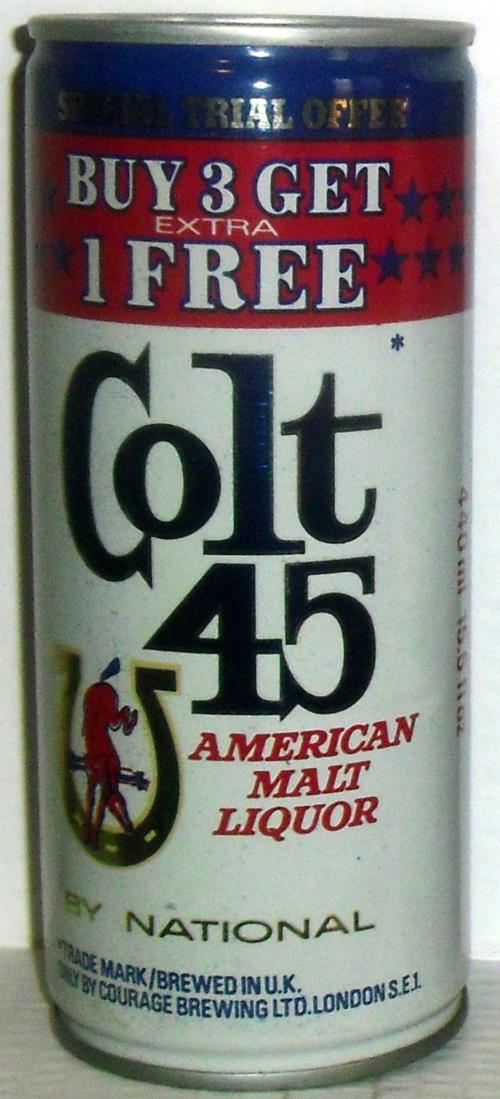 SPECIAL TRIAL OFFER
BUY 3 GET
EXTRA
1 FREE
Colt
*
45
AMERICAN
MALT
LIQUOR
BY NATIONAL
*TRADE MARK/BREWED IN U.K.
ONLY BY COURAGE BREWING LTD. LONDON S.E.1.
440 ml 15.5 fl oz